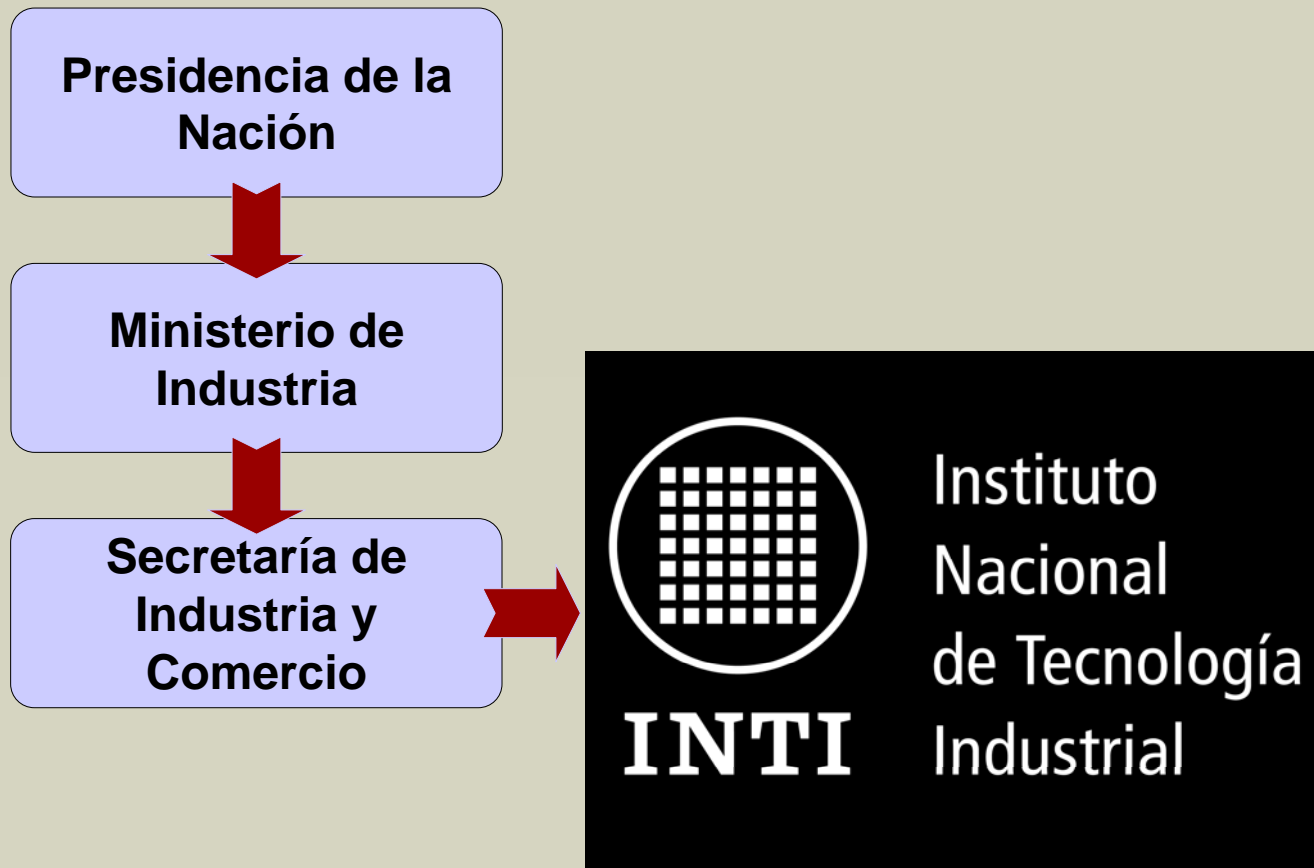 Presidencia de la
Nación
Ministerio de
Industria
Secretaría de
Industria y
Comercio
INTI
Instituto
Nacional
de Tecnología
Industrial